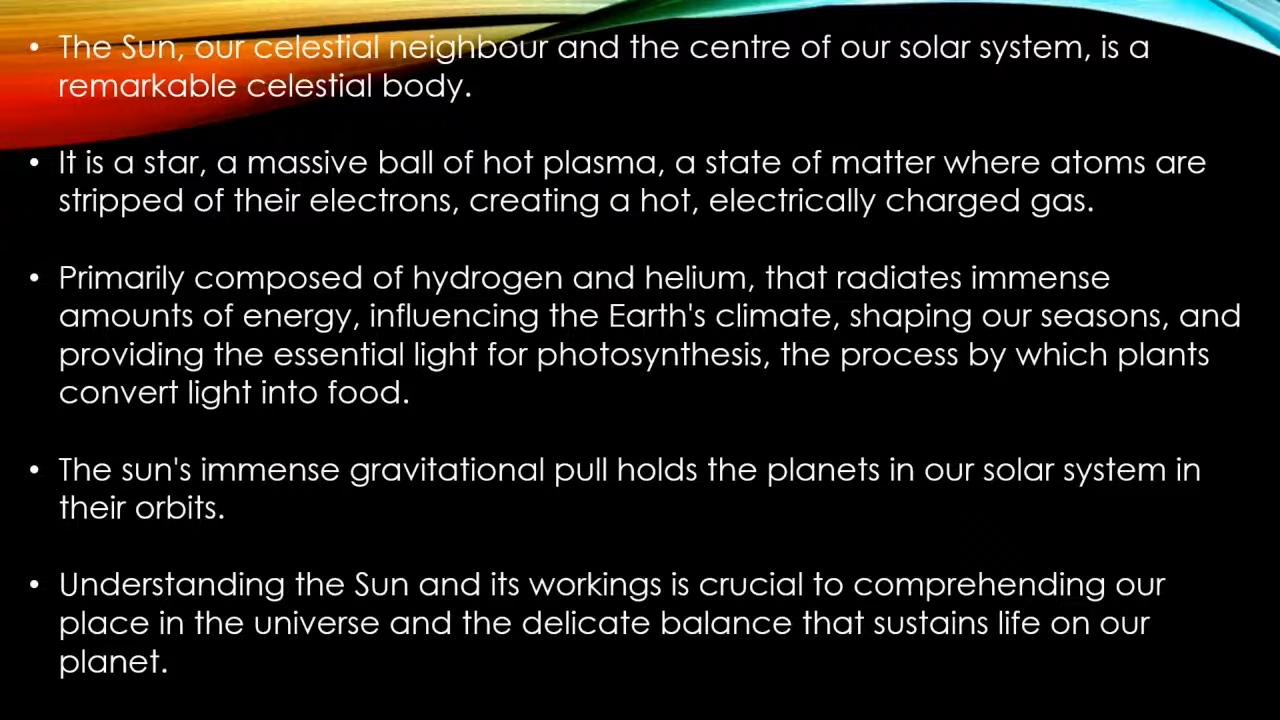 • The Sun, our celestial neighbour and the centre of our solar system, is a
remarkable celestial body.
• It is a star, a massive ball of hot plasma, a state of matter where atoms are
stripped of their electrons, creating a hot, electrically charged gas.
• Primarily composed of hydrogen and helium, that radiates immense
amounts of energy, influencing the Earth's climate, shaping our seasons, and
providing the essential light for photosynthesis, the process by which plants
convert light into food.
• The sun's immense gravitational pull holds the planets in our solar system in
their orbits.
• Understanding the Sun and its workings is crucial to comprehending our
place in the universe and the delicate balance that sustains life on our
planet.